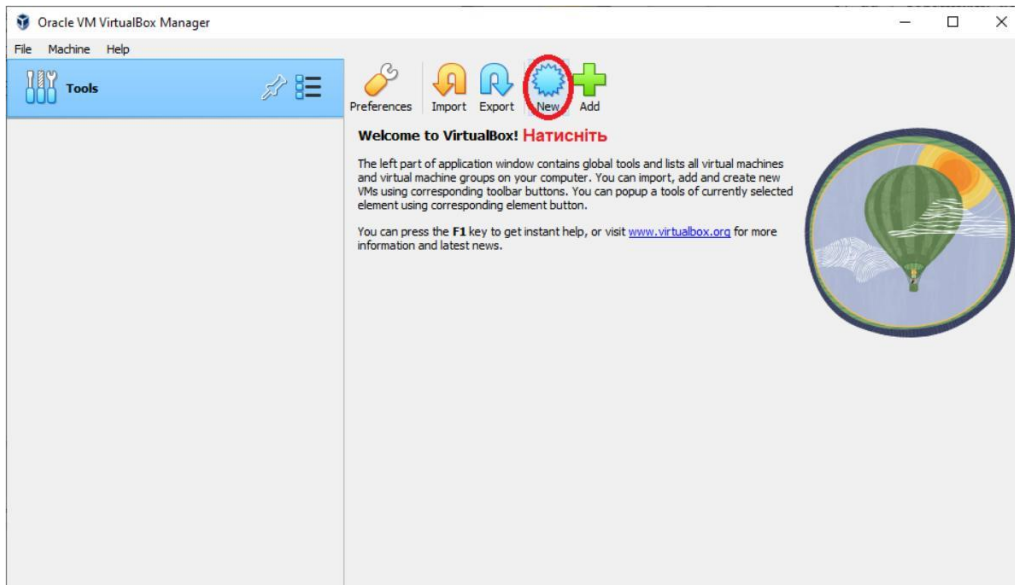 Oracle VM VirtualBox Manager
File Machine Help
Tools
Preferences Import Export New Add
Welcome to VirtualBox! Натисніть
The left part of application window contains global tools and lists all virtual machines
and virtual machine groups on your computer. You can import, add and create new
VMs using corresponding toolbar buttons. You can popup a tools of currently selected
element using corresponding element button.
You can press the F1 key to get instant help, or visit www.virtualbox.org for more
information and latest news.